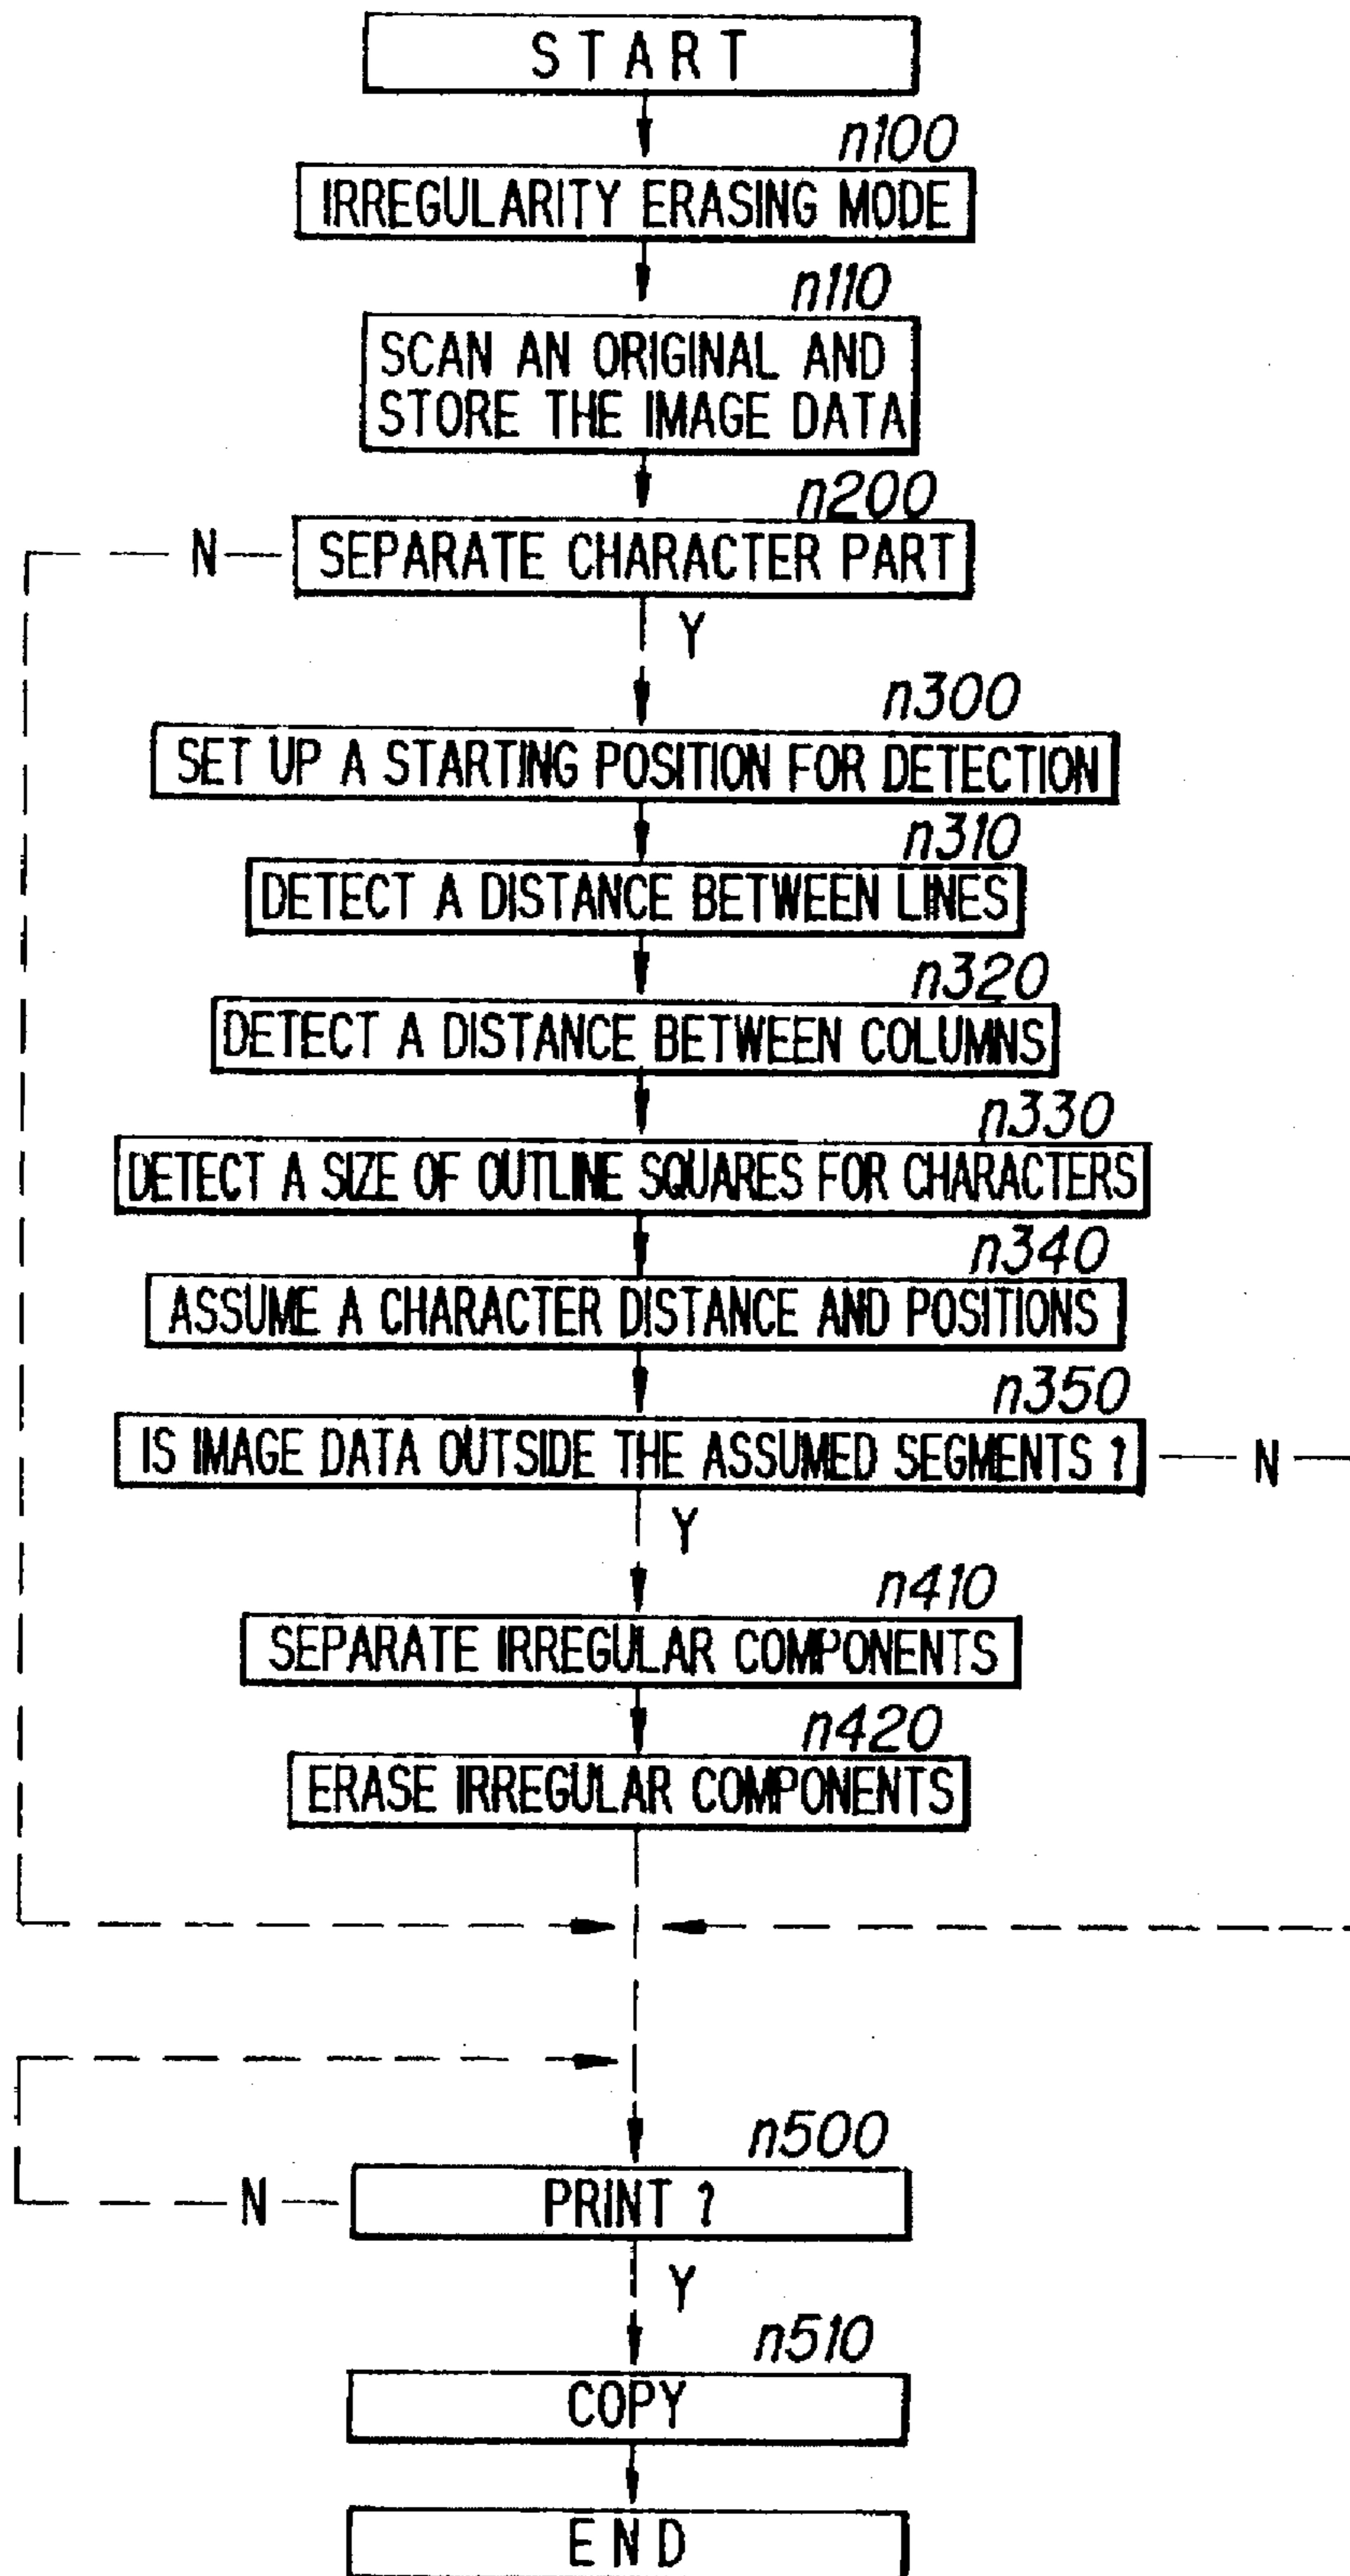 START
n100
IRREGULARITY ERASING MODE
n110
SCAN AN ORIGINAL AND
STORE THE IMAGE DATA
n200
N
SEPARATE CHARACTER PART
Y
n300
SET UP A STARTING POSITION FOR DETECTION
n310
DETECT A DISTANCE BETWEEN LINES
n320
DETECT A DISTANCE BETWEEN COLUMNS
n330
DETECT A SIZE OF OUTLINE SQUARES FOR CHARACTERS
n340
ASSUME A CHARACTER DISTANCE AND POSITIONS
n350
IS IMAGE DATA OUTSIDE THE ASSUMED SEGMENTS ?
N
Y
n410
SEPARATE IRREGULAR COMPONENTS
n420
ERASE IRREGULAR COMPONENTS
n500
N
PRINT ?
Y
n510
COPY
END